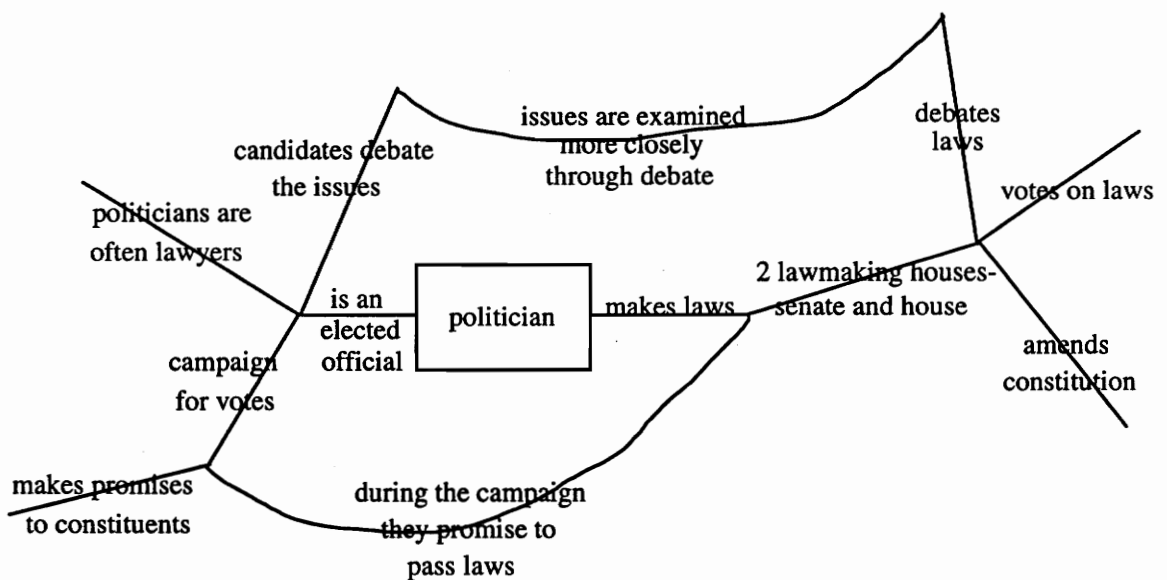 issues are examined
more closely
through debate
debates
laws
candidates debate
the issues
votes on laws
politicians are
often lawyers
2 lawmaking houses-
senate and house
is an
elected
official
politician
makes laws
campaign
for votes
amends
constitution
makes promises
to constituents
during the campaign
they promise to
pass laws